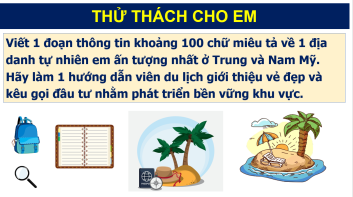 THỬ THÁCH CHO EM
Viết 1 đoạn thông tin khoảng 100 chữ miêu tả về 1 địa
danh tự nhiên em ấn tượng nhất ở Trung và Nam Mỹ.
Hãy làm 1 hướng dẫn viên du lịch giới thiệu vẻ đẹp và
kêu gọi đầu tư nhằm phát triển bền vững khu vực.